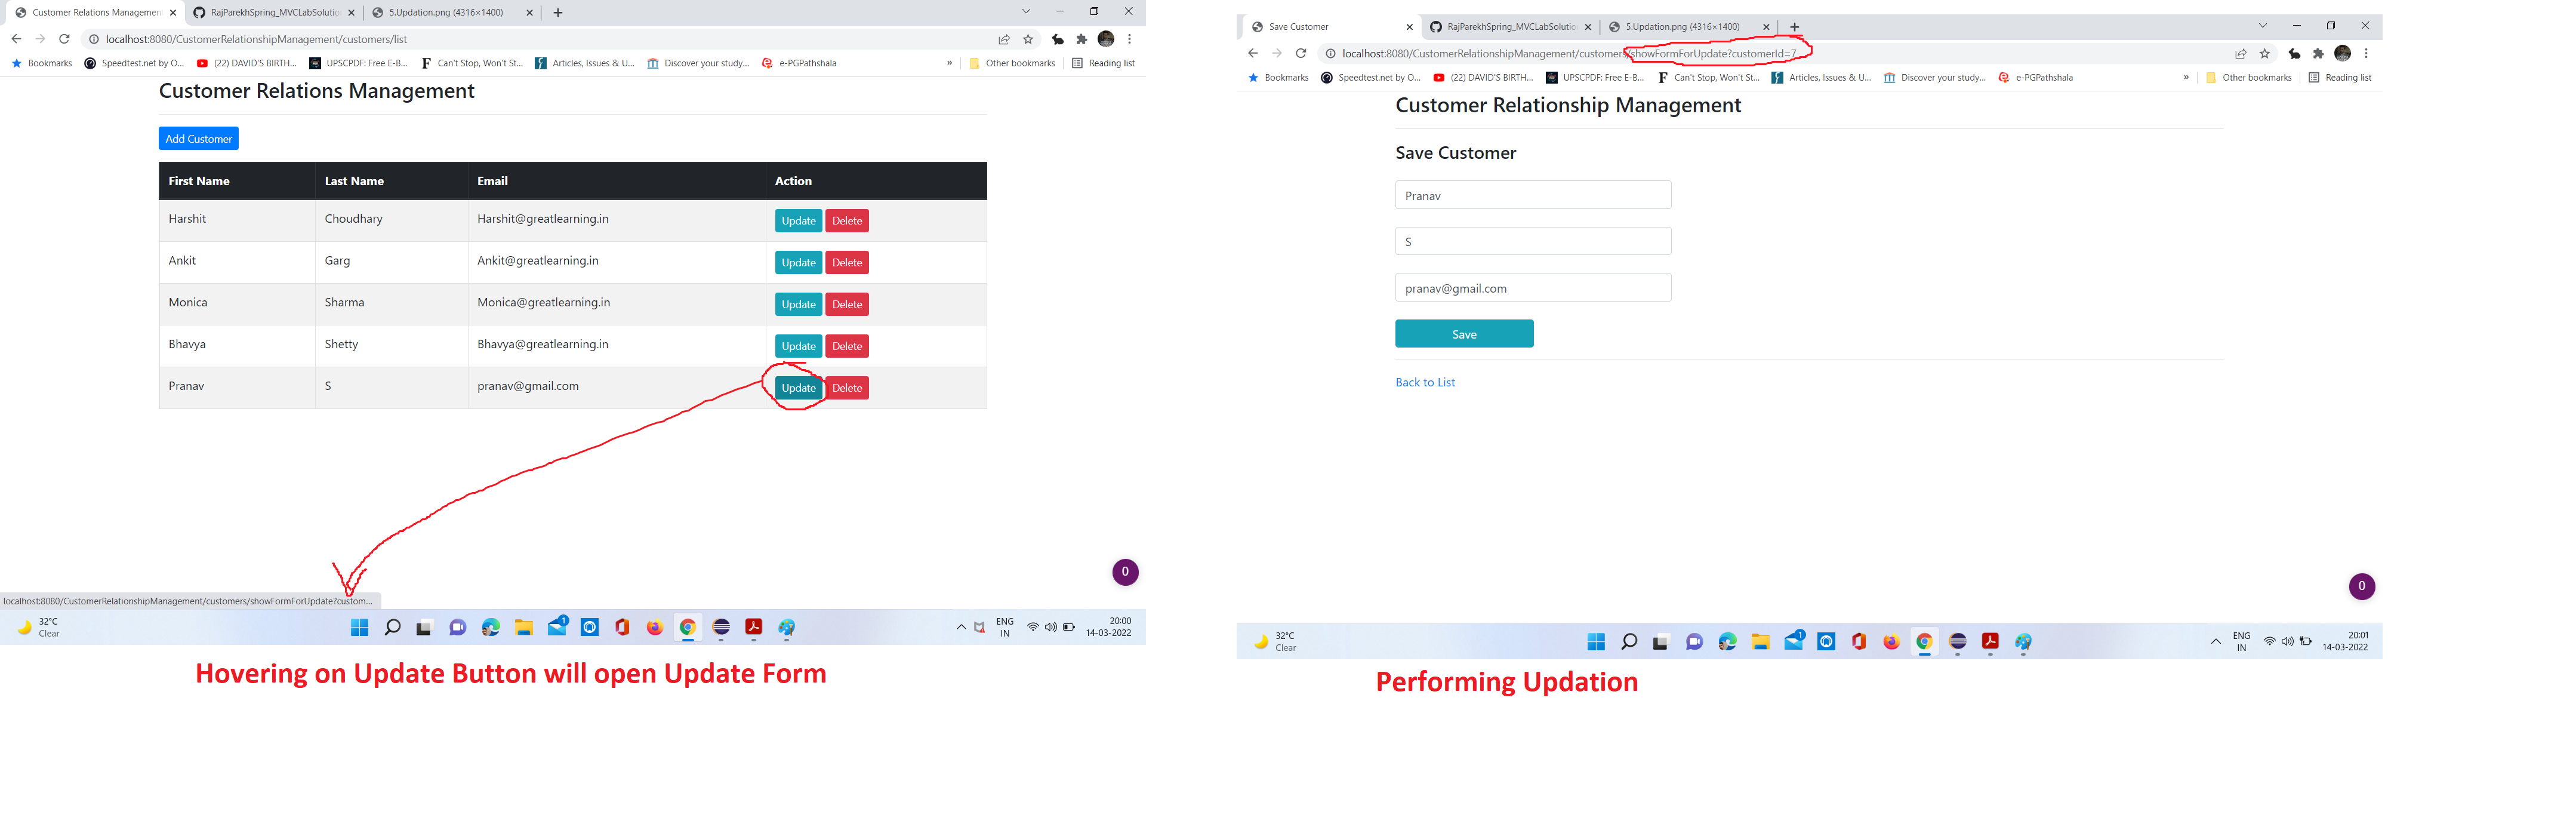 Customer Relations Management
RajParekhSpring_MVCLabSolutio
5.Updation.png (4316×1400)
localhost:8080/CustomerRelationshipManagement/customers/list
Bookmarks
Speedtest.net by O...
(22) DAVID'S BIRTH...
UPSCPDF: Free E-B...
Can't Stop, Won't St...
Articles, Issues & U...
Discover your study...
e-PGPathshala
»
Other bookmarks
Reading list
Customer Relations Management
Add Customer
First Name Last Name Email Action
Harshit Choudhary Harshit@greatlearning.in Update Delete
Ankit Garg Ankit@greatlearning.in Update Delete
Monica Sharma Monica@greatlearning.in Update Delete
Bhavya Shetty Bhavya@greatlearning.in Update Delete
Pranav S pranav@gmail.com Update Delete
0
localhost:8080/CustomerRelationshipManagement/customers/showFormForUpdate?custom...
32°C
Clear
1
ENG
IN
20:00
14-03-2022
Hovering on Update Button will open Update Form
Save Customer
RajParekhSpring_MVCLabSolutio
5.Updation.png (4316×1400)
localhost:8080/CustomerRelationshipManagement/customers/showFormForUpdate?customerId=7
Bookmarks
Speedtest.net by O...
(22) DAVID'S BIRTH...
UPSCPDF: Free E-B...
Can't Stop, Won't St...
Articles, Issues & U...
Discover your study...
e-PGPathshala
»
Other bookmarks
Reading list
Customer Relationship Management
Save Customer
Pranav
S
pranav@gmail.com
Save
Back to List
0
32°C
Clear
1
ENG
IN
20:01
14-03-2022
Performing Updation